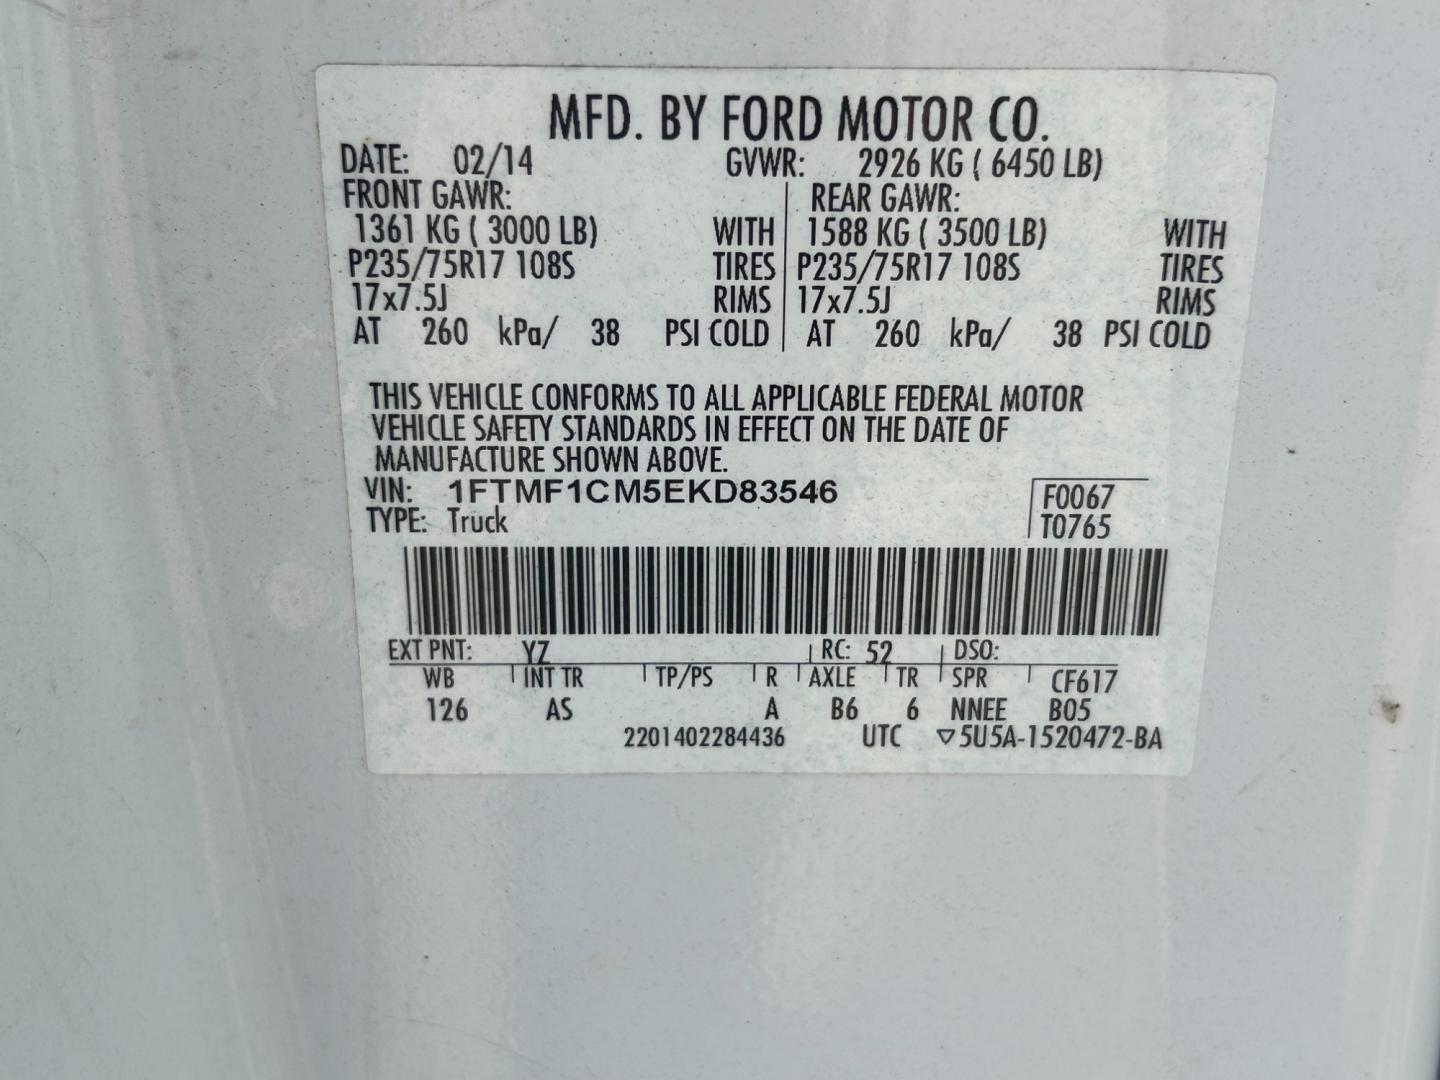 MFD. BY FORD MOTOR CO.
DATE: 02/14 GVWR: 2926 KG ( 6450 LB)
FRONT GAWR: REAR GAWR:
1361 KG ( 3000 LB) WITH 1588 KG ( 3500 LB) WITH
P235/75R17 108S TIRES P235/75R17 108S TIRES
17x7.5J RIMS 17x7.5J RIMS
AT 260 kPa/ 38 PSI COLD AT 260 kPa/ 38 PSI COLD
THIS VEHICLE CONFORMS TO ALL APPLICABLE FEDERAL MOTOR
VEHICLE SAFETY STANDARDS IN EFFECT ON THE DATE OF
MANUFACTURE SHOWN ABOVE.
VIN: 1FTMF1CM5EKD83546 F0067
TYPE: Truck T0765
EXT PNT: YZ RC: 52 DSO:
WB INT TR TP/PS R AXLE TR SPR CF617
126 AS A B6 6 NNEE B05
2201402284436 UTC ▽5U5A-1520472-BA